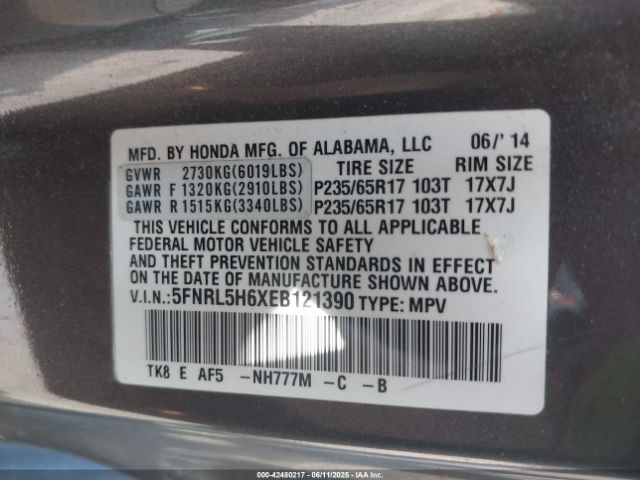 MFD. BY HONDA MFG. OF ALABAMA, LLC 06/'14
GVWR 2730KG(6019LBS) TIRE SIZE RIM SIZE
GAWR F 1320KG(2910LBS) P235/65R17 103T 17X7J
GAWR R 1515KG(3340LBS) P235/65R17 103T 17X7J
THIS VEHICLE CONFORMS TO ALL APPLICABLE
FEDERAL MOTOR VEHICLE SAFETY
AND THEFT PREVENTION STANDARDS IN EFFECT
ON THE DATE OF MANUFACTURE SHOWN ABOVE.
V.I.N.:5FNRL5H6XEB121390 TYPE: MPV
TK8 E AF5 -NH777M -C -B
00-42480217 - 06/11/2025 - IAAI.COM